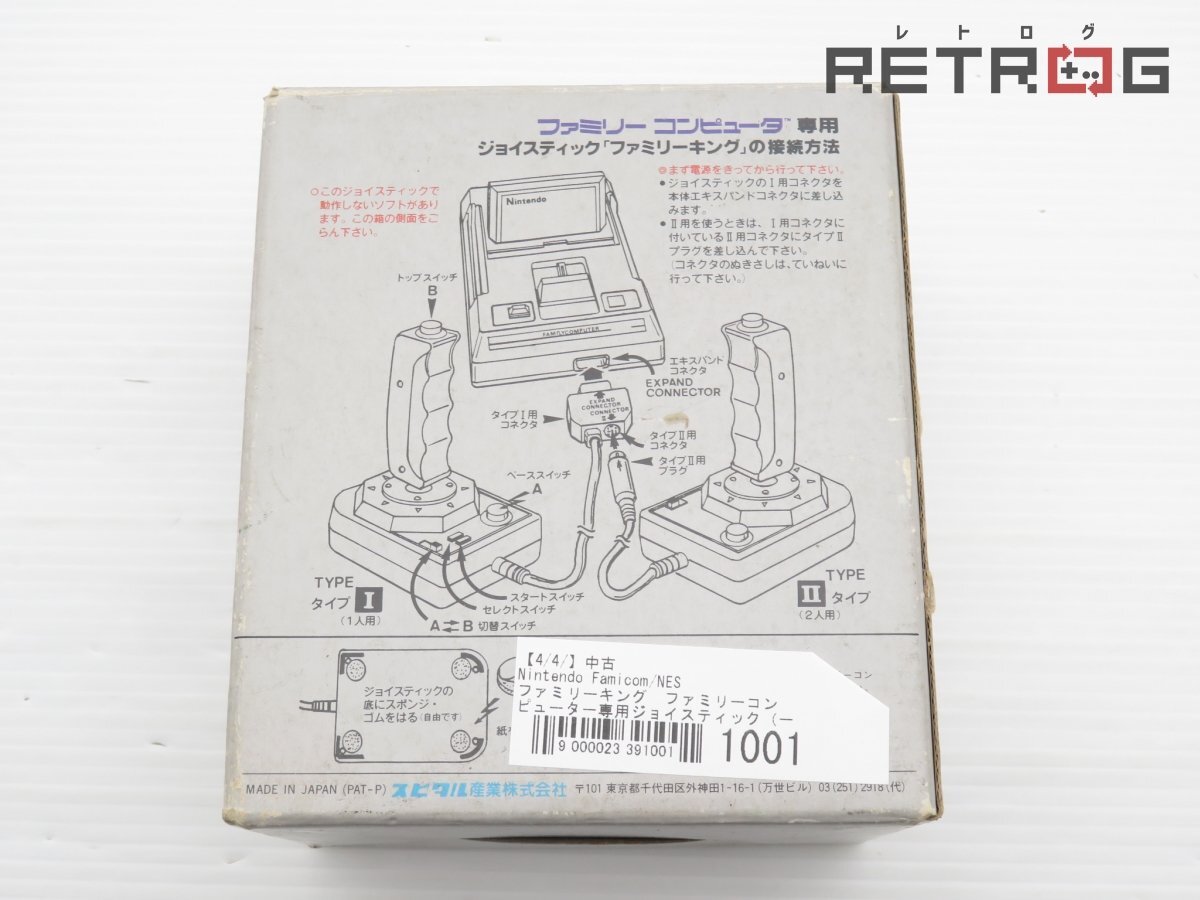 レトログ
RETROG
ファミリー コンピュータ™ 専用
ジョイスティック「ファミリーキング」の接続方法
○このジョイスティックで
動作しないソフトがあり
ます。この箱の側面をご
らん下さい。
◎まず電源をきってから行って下さい。
●ジョイスティックのⅠ用コネクタを
本体エキスパンドコネクタに差し込
みます。
●Ⅱ用を使うときは、Ⅰ用コネクタに
付いているⅡ用コネクタにタイプⅡ
プラグを差し込んで下さい。
(コネクタのぬきさしは、ていねいに
行って下さい。)
Nintendo
FAMILY COMPUTER
トップスイッチ
B
エキスパンド
コネクタ
EXPAND
CONNECTOR
EXPAND
CONNECTOR
CONNECTOR
Ⅱ
タイプⅠ用
コネクタ
タイプⅡ用
コネクタ
タイプⅡ用
プラグ
ベーススイッチ
A
TYPE
タイプ Ⅰ
(1人用)
スタートスイッチ
セレクトスイッチ
A⇄B 切替スイッチ
TYPE
Ⅱ タイプ
(2人用)
ジョイスティックの
底にスポンジ・
ゴムをはる(自由です)
紙
ーコン
【4/4/】中古
Nintendo Famicom/NES
ファミリーキング ファミリーコン
ピューター専用ジョイスティック (一
9 000023 391001
1001
MADE IN JAPAN (PAT-P) スピタル産業株式会社 〒101 東京都千代田区外神田1-16-1(万世ビル) 03(251)2918(代)